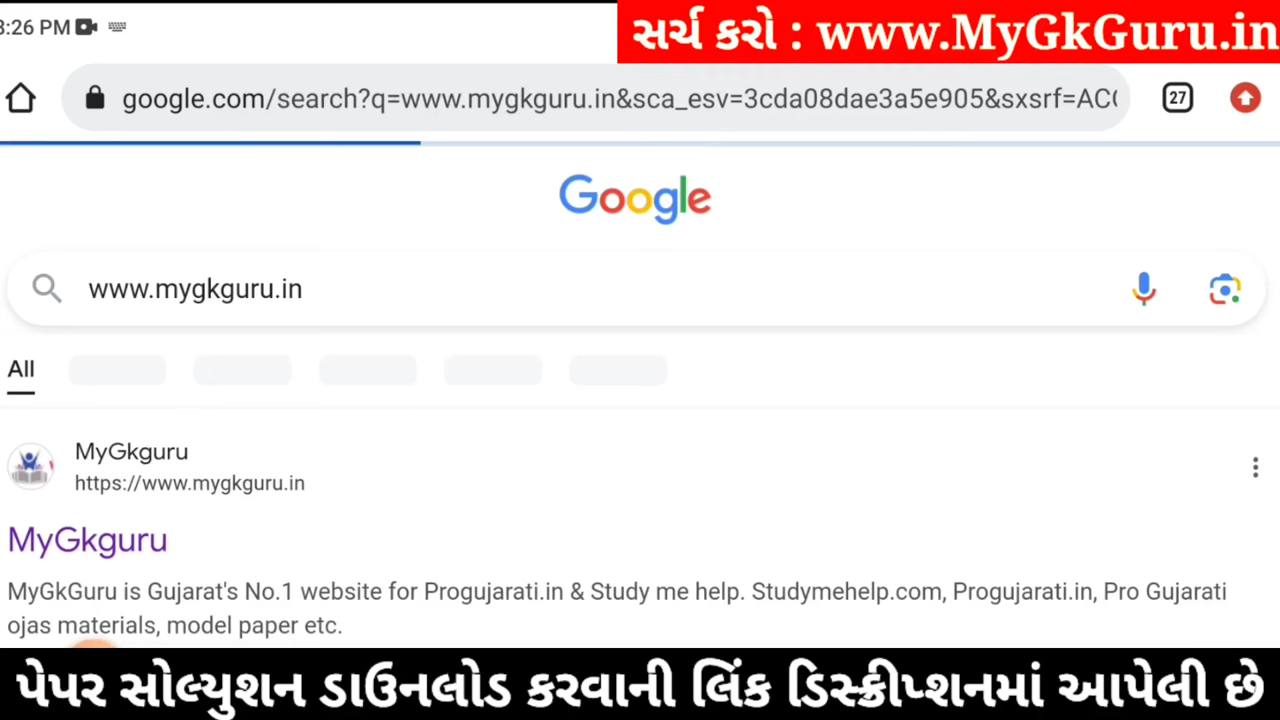 3:26 PM
સર્ચ કરો : www.MyGkGuru.in
google.com/search?q=www.mygkguru.in&sca_esv=3cda08dae3a5e905&sxsrf=AC
27
Google
www.mygkguru.in
All
MyGkguru
https://www.mygkguru.in
MyGkguru
MyGkGuru is Gujarat's No.1 website for Progujarati.in & Study me help. Studymehelp.com, Progujarati.in, Pro Gujarati
ojas materials, model paper etc.
પેપર સોલ્યુશન ડાઉનલોડ કરવાની લિંક ડિસ્ક્રીપ્શનમાં આપેલી છે